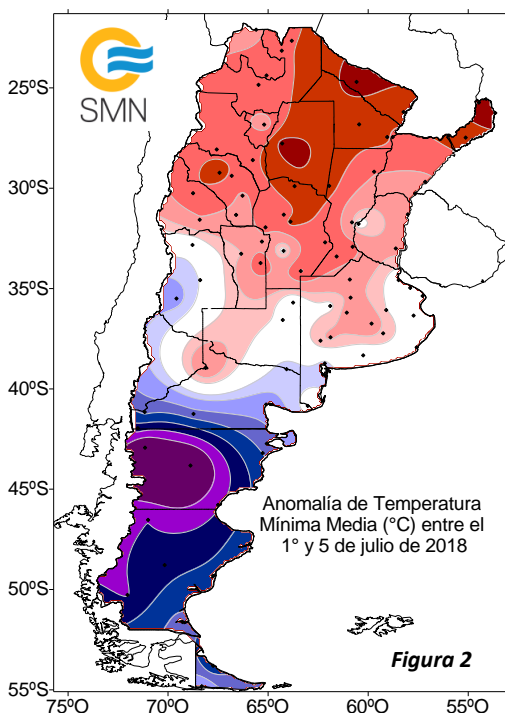 SMN
25ºS
30ºS
35ºS
40ºS
45ºS
50ºS
55ºS
75ºO
70ºO
65ºO
60ºO
55ºO
Anomalía de Temperatura
Mínima Media (°C) entre el
1° y 5 de julio de 2018
Figura 2